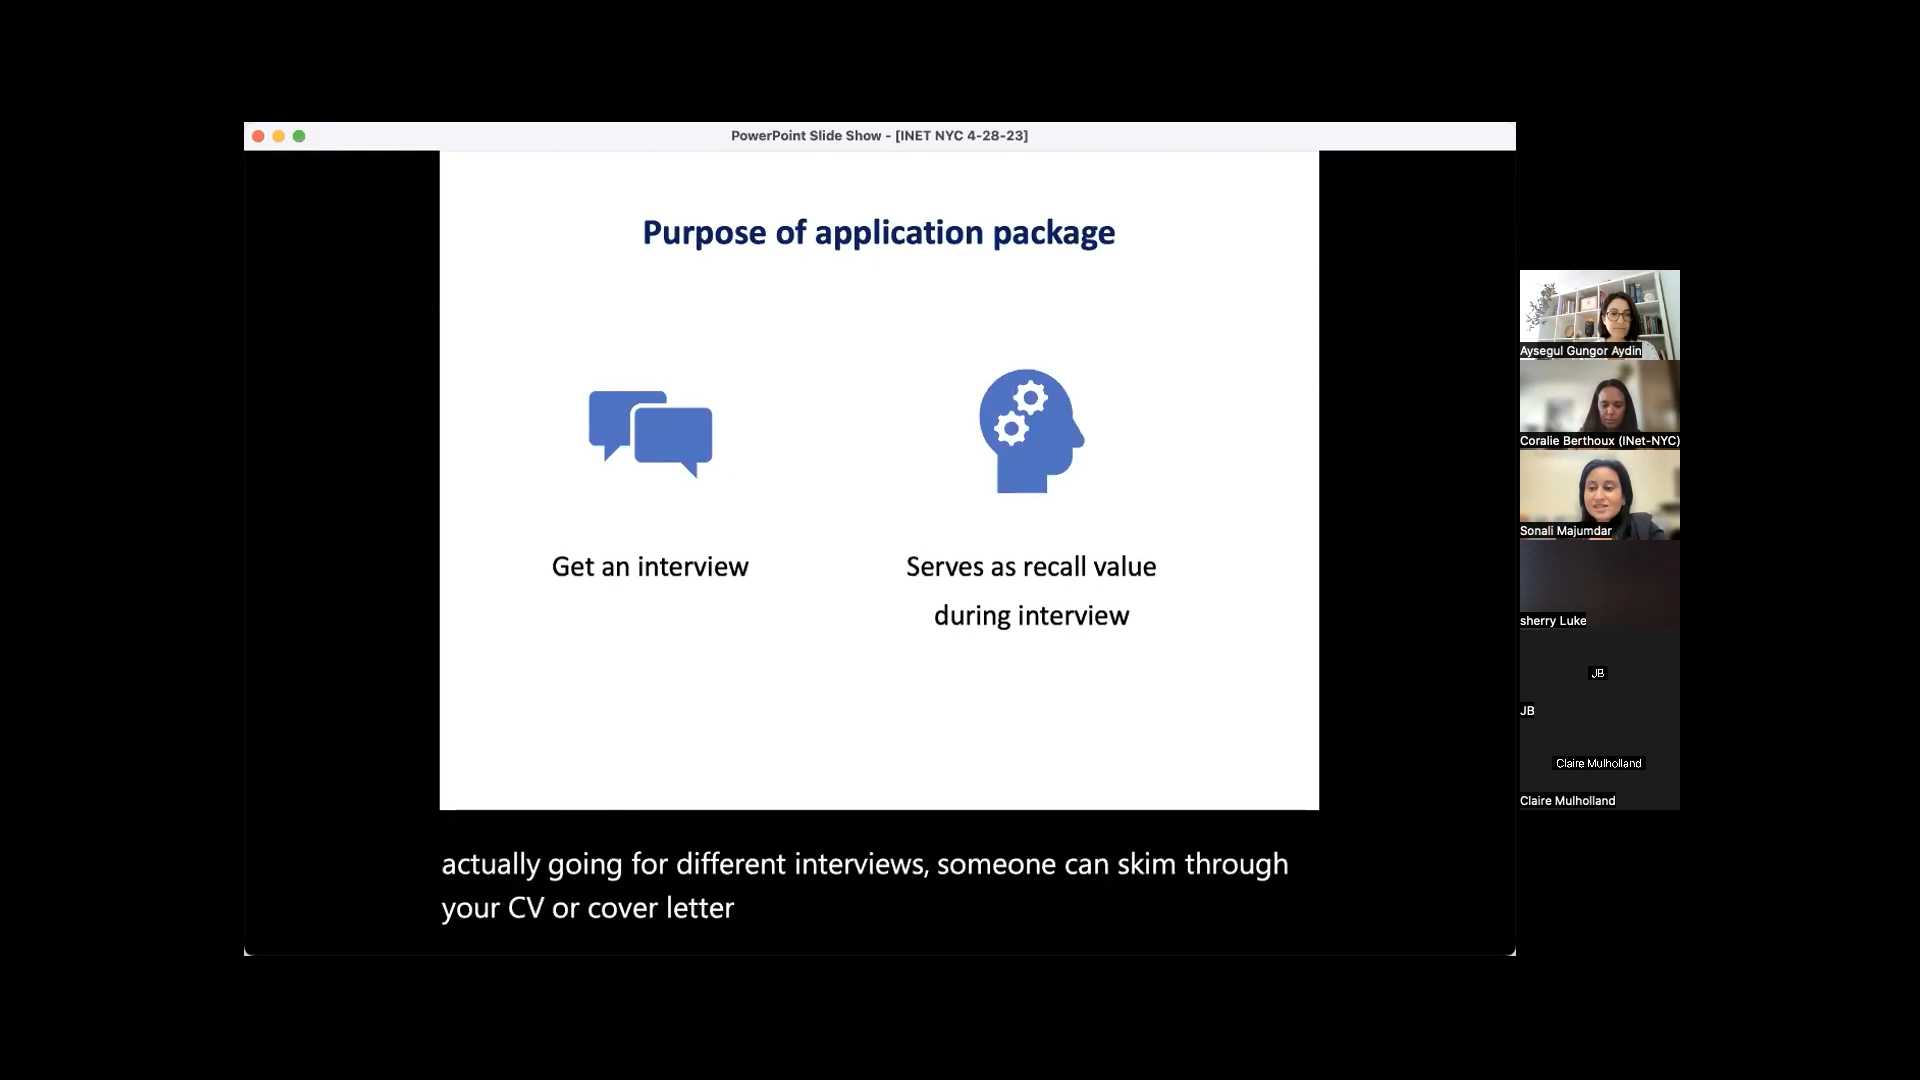 PowerPoint Slide Show - [INET NYC 4-28-23]
Purpose of application package
Get an interview
Serves as recall value
during interview
actually going for different interviews, someone can skim through
your CV or cover letter
Aysegul Gungor Aydin
Coralie Berthoux (INet-NYC)
Sonali Majumdar
sherry Luke
JB
JB
Claire Mulholland
Claire Mulholland